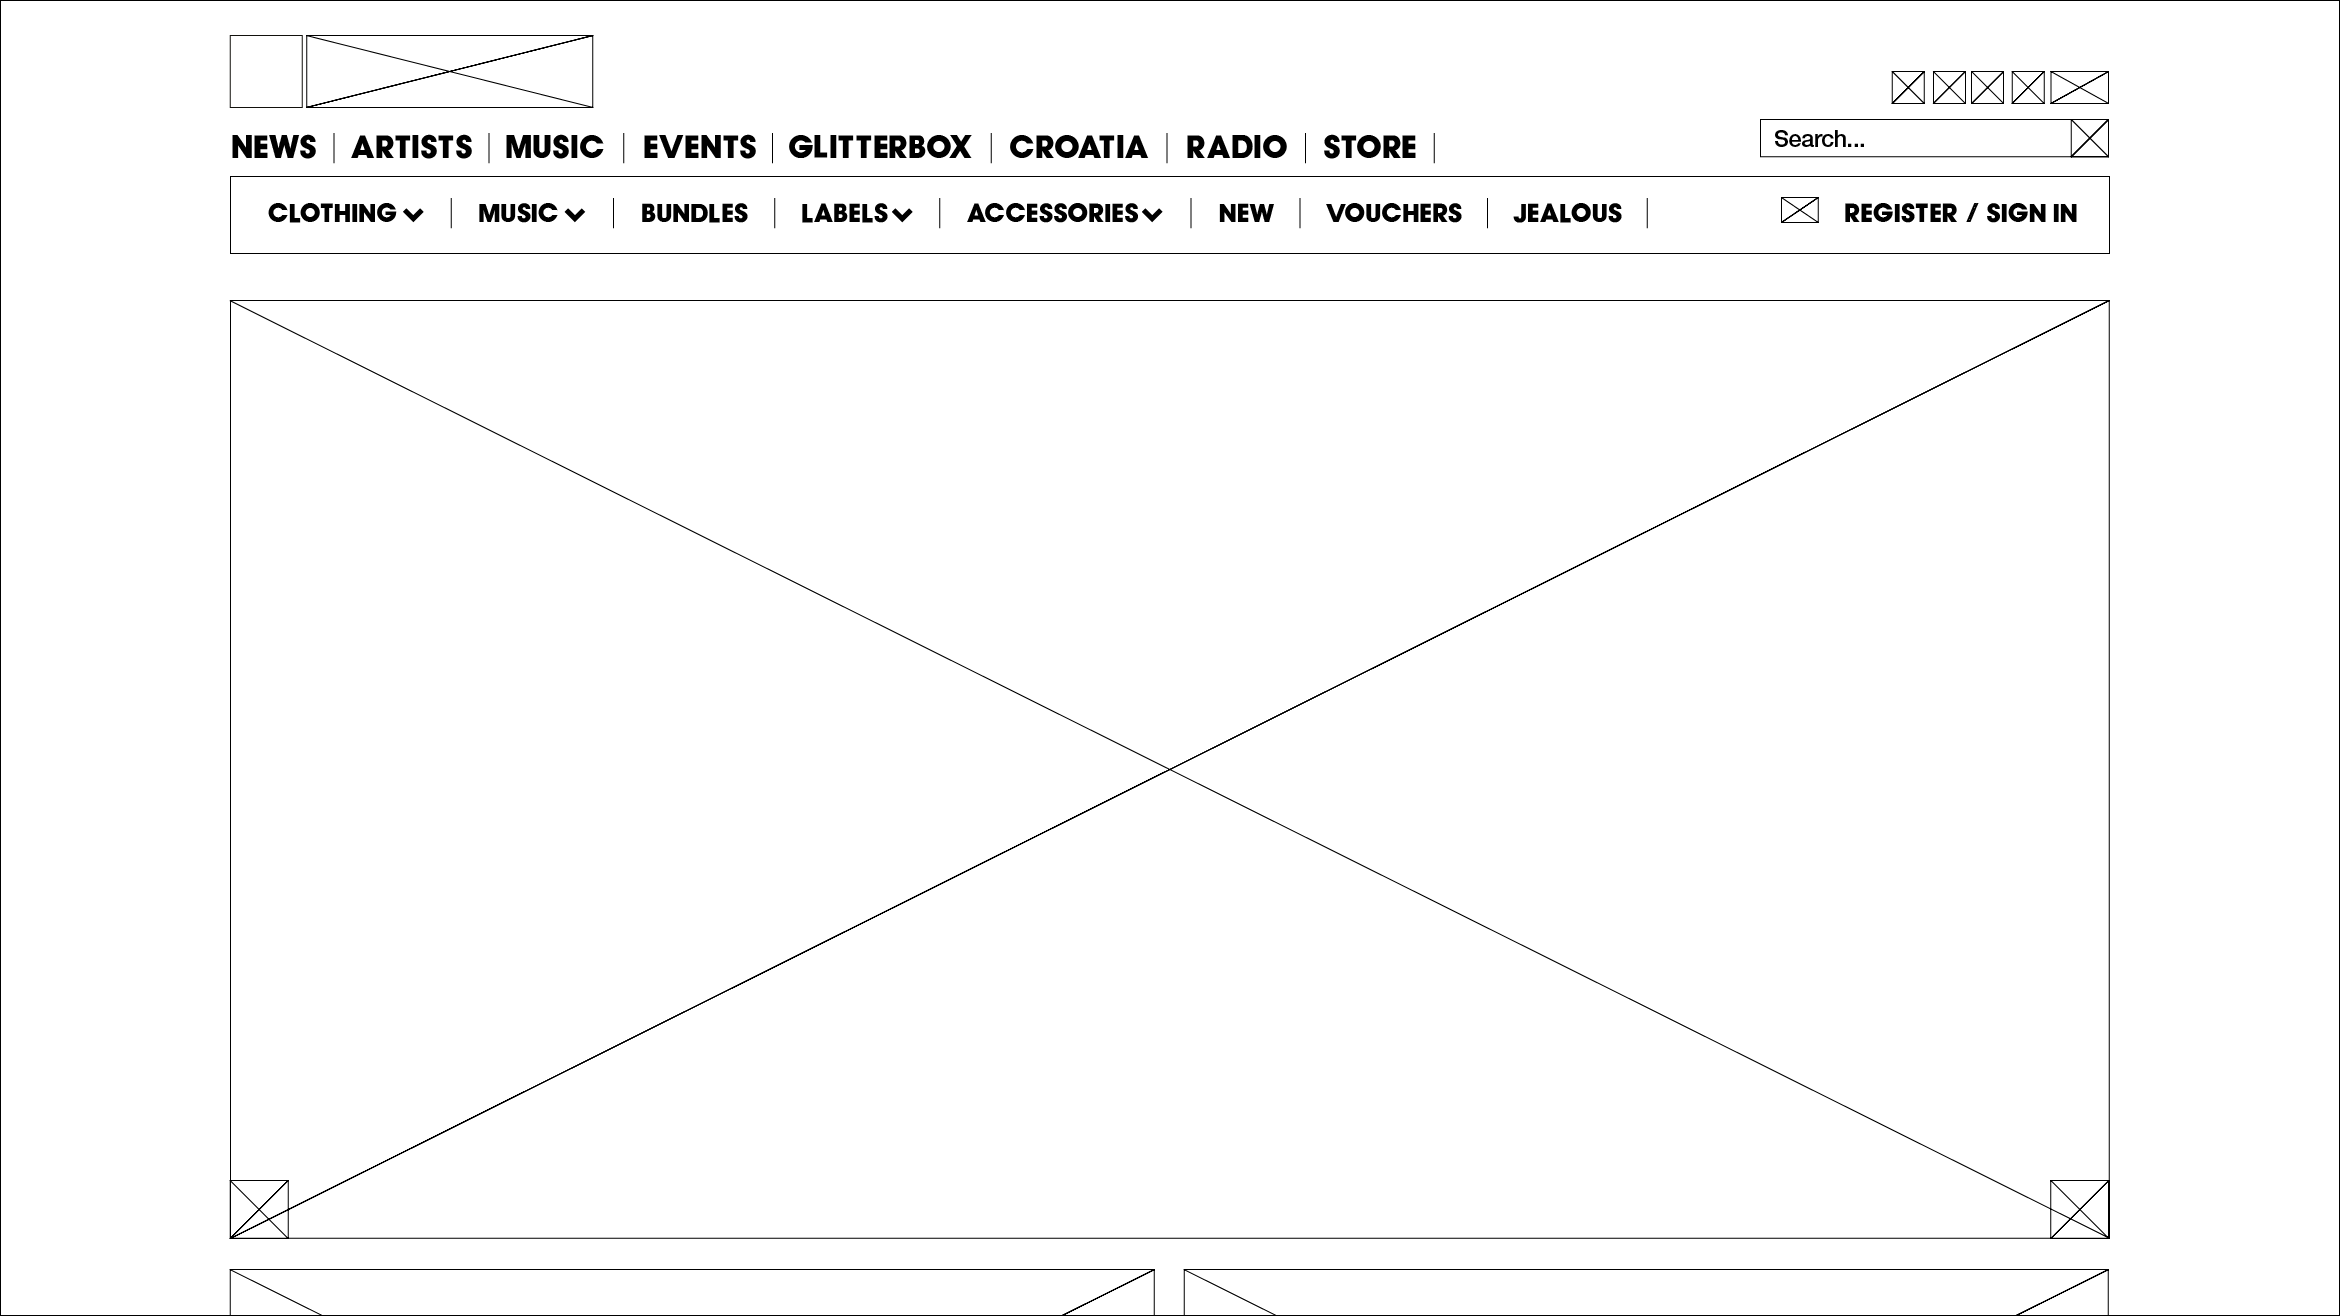 NEWS | ARTISTS | MUSIC | EVENTS | GLITTERBOX | CROATIA | RADIO | STORE |
Search...
CLOTHING | MUSIC | BUNDLES | LABELS | ACCESSORIES | NEW | VOUCHERS | JEALOUS | REGISTER / SIGN IN